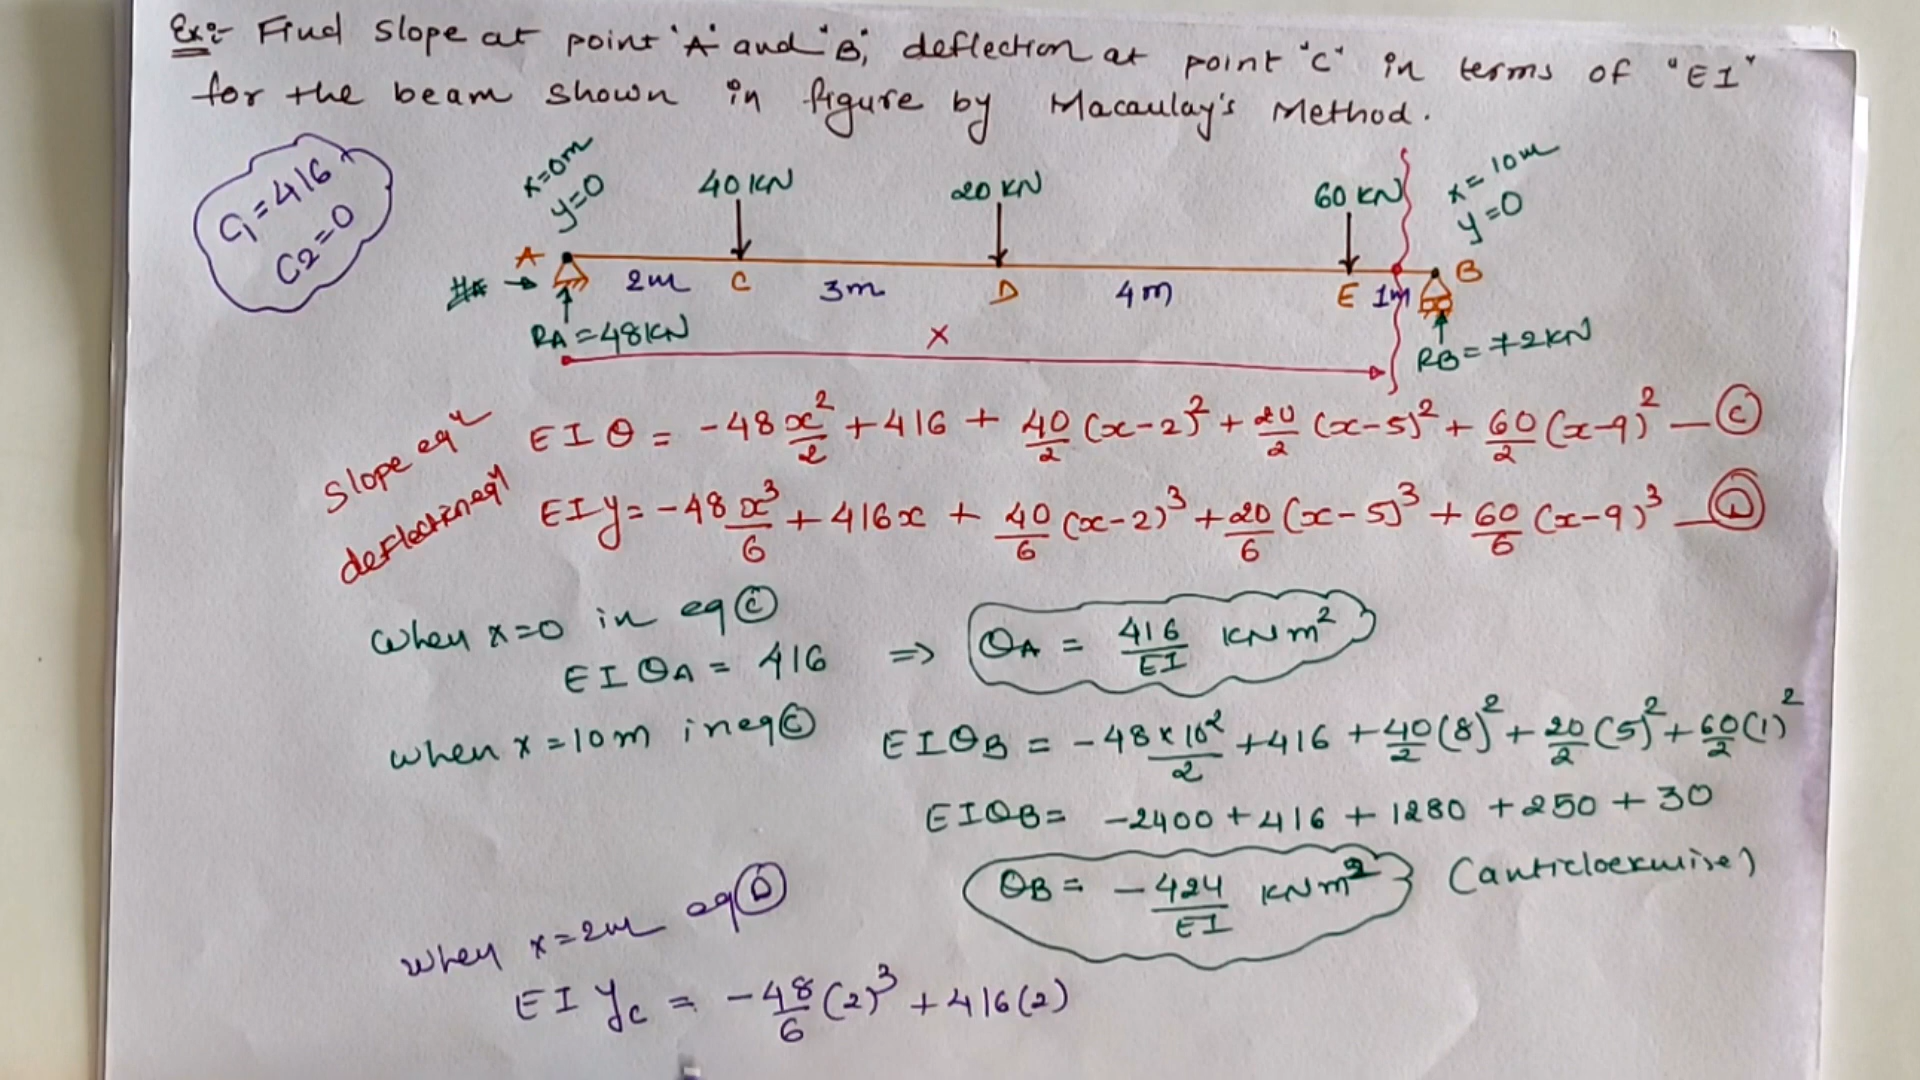 Ex:- Find slope at point 'A' and "B", deflection at point "C" in terms of "EI"
for the beam shown in figure by Macaulay's Method.
C1 = 416
C2 = 0
x=0m
y=0
40 KN
20 KN
60 KN
x = 10m
y = 0
A
2m
C
3m
D
4m
E
1m
B
RA = 48KN
x
RB = 72KN
slope eqn
EIθ = -48 x²/2 + 416 + 40/2 (x-2)² + 20/2 (x-5)² + 60/2 (x-9)² — (C)
deflection eqn
EIy = -48 x³/6 + 416x + 40/6 (x-2)³ + 20/6 (x-5)³ + 60/6 (x-9)³ — (D)
when x=0 in eq (C)
EIθA = 416 => θA = 416/EI KNm²
when x = 10m in eq (C)
EIθB = -48×10²/2 + 416 + 40/2 (8)² + 20/2 (5)² + 60/2 (1)²
EIθB = -2400 + 416 + 1280 + 250 + 30
θB = -424/EI KNm² (anticlockwise)
when x=2m eq (D)
EI yc = -48/6 (2)³ + 416(2)